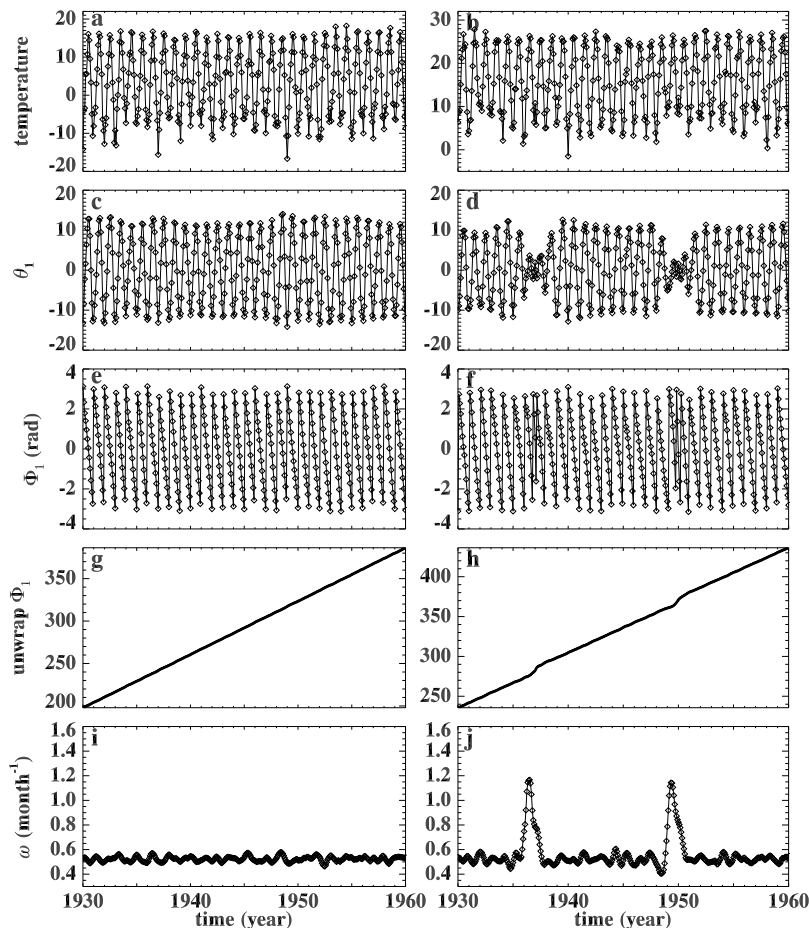 temperature
20
10
0
-10
-20
a
30
20
10
0
b
θ₁
20
10
0
-10
20
c
20
10
0
-10
20
d
Φ₁ (rad)
4
2
0
-2
-4
e
4
2
0
-2
-4
f
unwrap Φ₁
350
300
250
200
g
400
350
300
250
h
ω (month⁻¹)
1.6
1.4
1.2
1.0
0.8
0.6
0.4
i
1.6
1.4
1.2
1.0
0.8
0.6
0.4
j
1930 1940 1950 1960
time (year)
1930 1940 1950 1960
time (year)